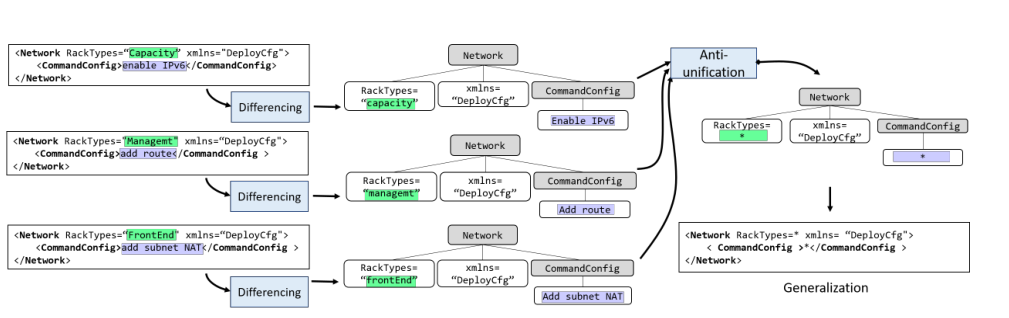 <Network RackTypes=“Capacity” xmlns="DeployCfg">
<CommandConfig>enable IPv6</CommandConfig>
</Network>
Differencing
Network
RackTypes=
“capacity”
xmlns=
“DeployCfg”
CommandConfig
Enable IPv6
<Network RackTypes=“Managemt" xmlns=“DeployCfg">
<CommandConfig>add route</CommandConfig >
</Network>
Differencing
Network
RackTypes=
“managemt”
xmlns=
“DeployCfg”
CommandConfig
Add route
<Network RackTypes=“FrontEnd" xmlns=“DeployCfg">
<CommandConfig>add subnet NAT</CommandConfig >
</Network>
Differencing
Network
RackTypes=
“frontEnd”
xmlns=
“DeployCfg”
CommandConfig
Add subnet NAT
Anti-
unification
Network
RackTypes=
*
xmlns=
“DeployCfg”
CommandConfig
*
<Network RackTypes=* xmlns= “DeployCfg">
< CommandConfig >*</CommandConfig >
</Network>
Generalization